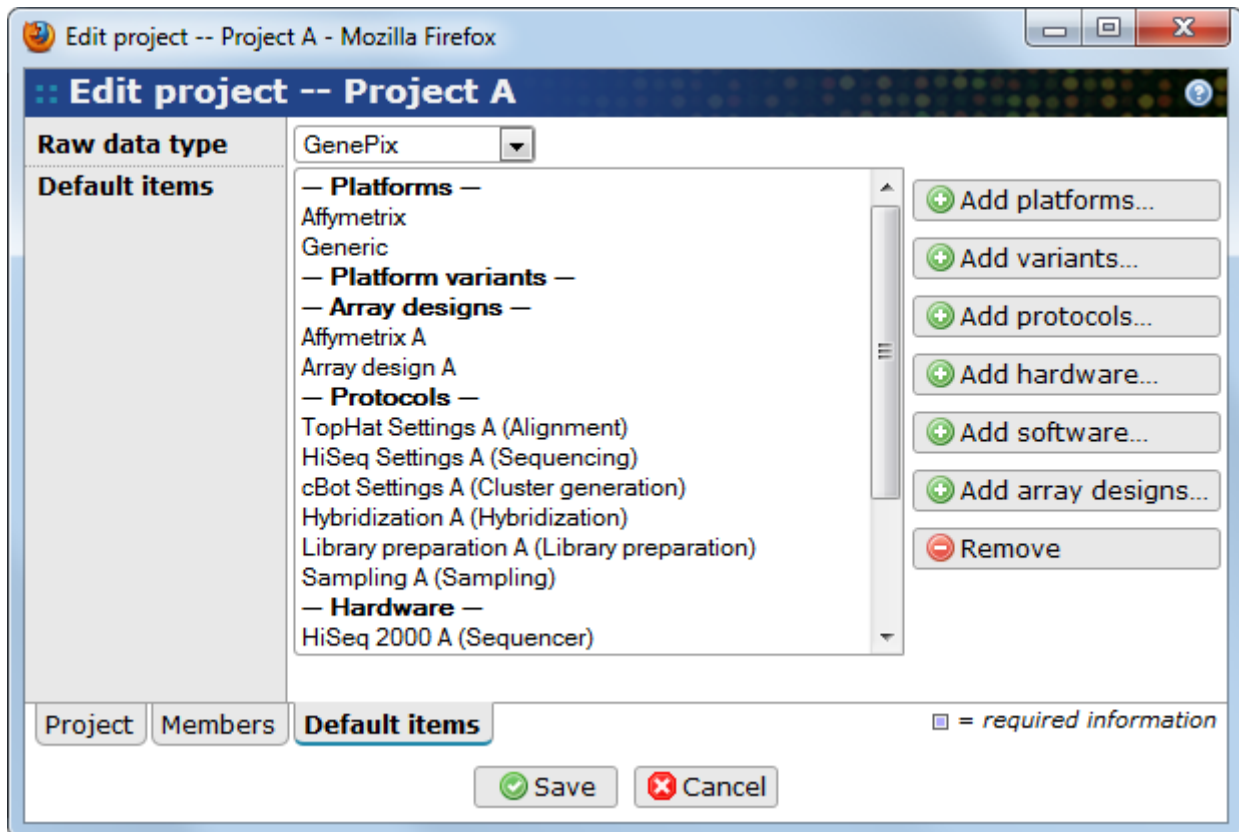 Edit project -- Project A - Mozilla Firefox
:: Edit project -- Project A
Raw data type
GenePix
Default items
— Platforms —
Affymetrix
Generic
— Platform variants —
— Array designs —
Affymetrix A
Array design A
— Protocols —
TopHat Settings A (Alignment)
HiSeq Settings A (Sequencing)
cBot Settings A (Cluster generation)
Hybridization A (Hybridization)
Library preparation A (Library preparation)
Sampling A (Sampling)
— Hardware —
HiSeq 2000 A (Sequencer)
Add platforms...
Add variants...
Add protocols...
Add hardware...
Add software...
Add array designs...
Remove
Project Members Default items
= required information
Save Cancel